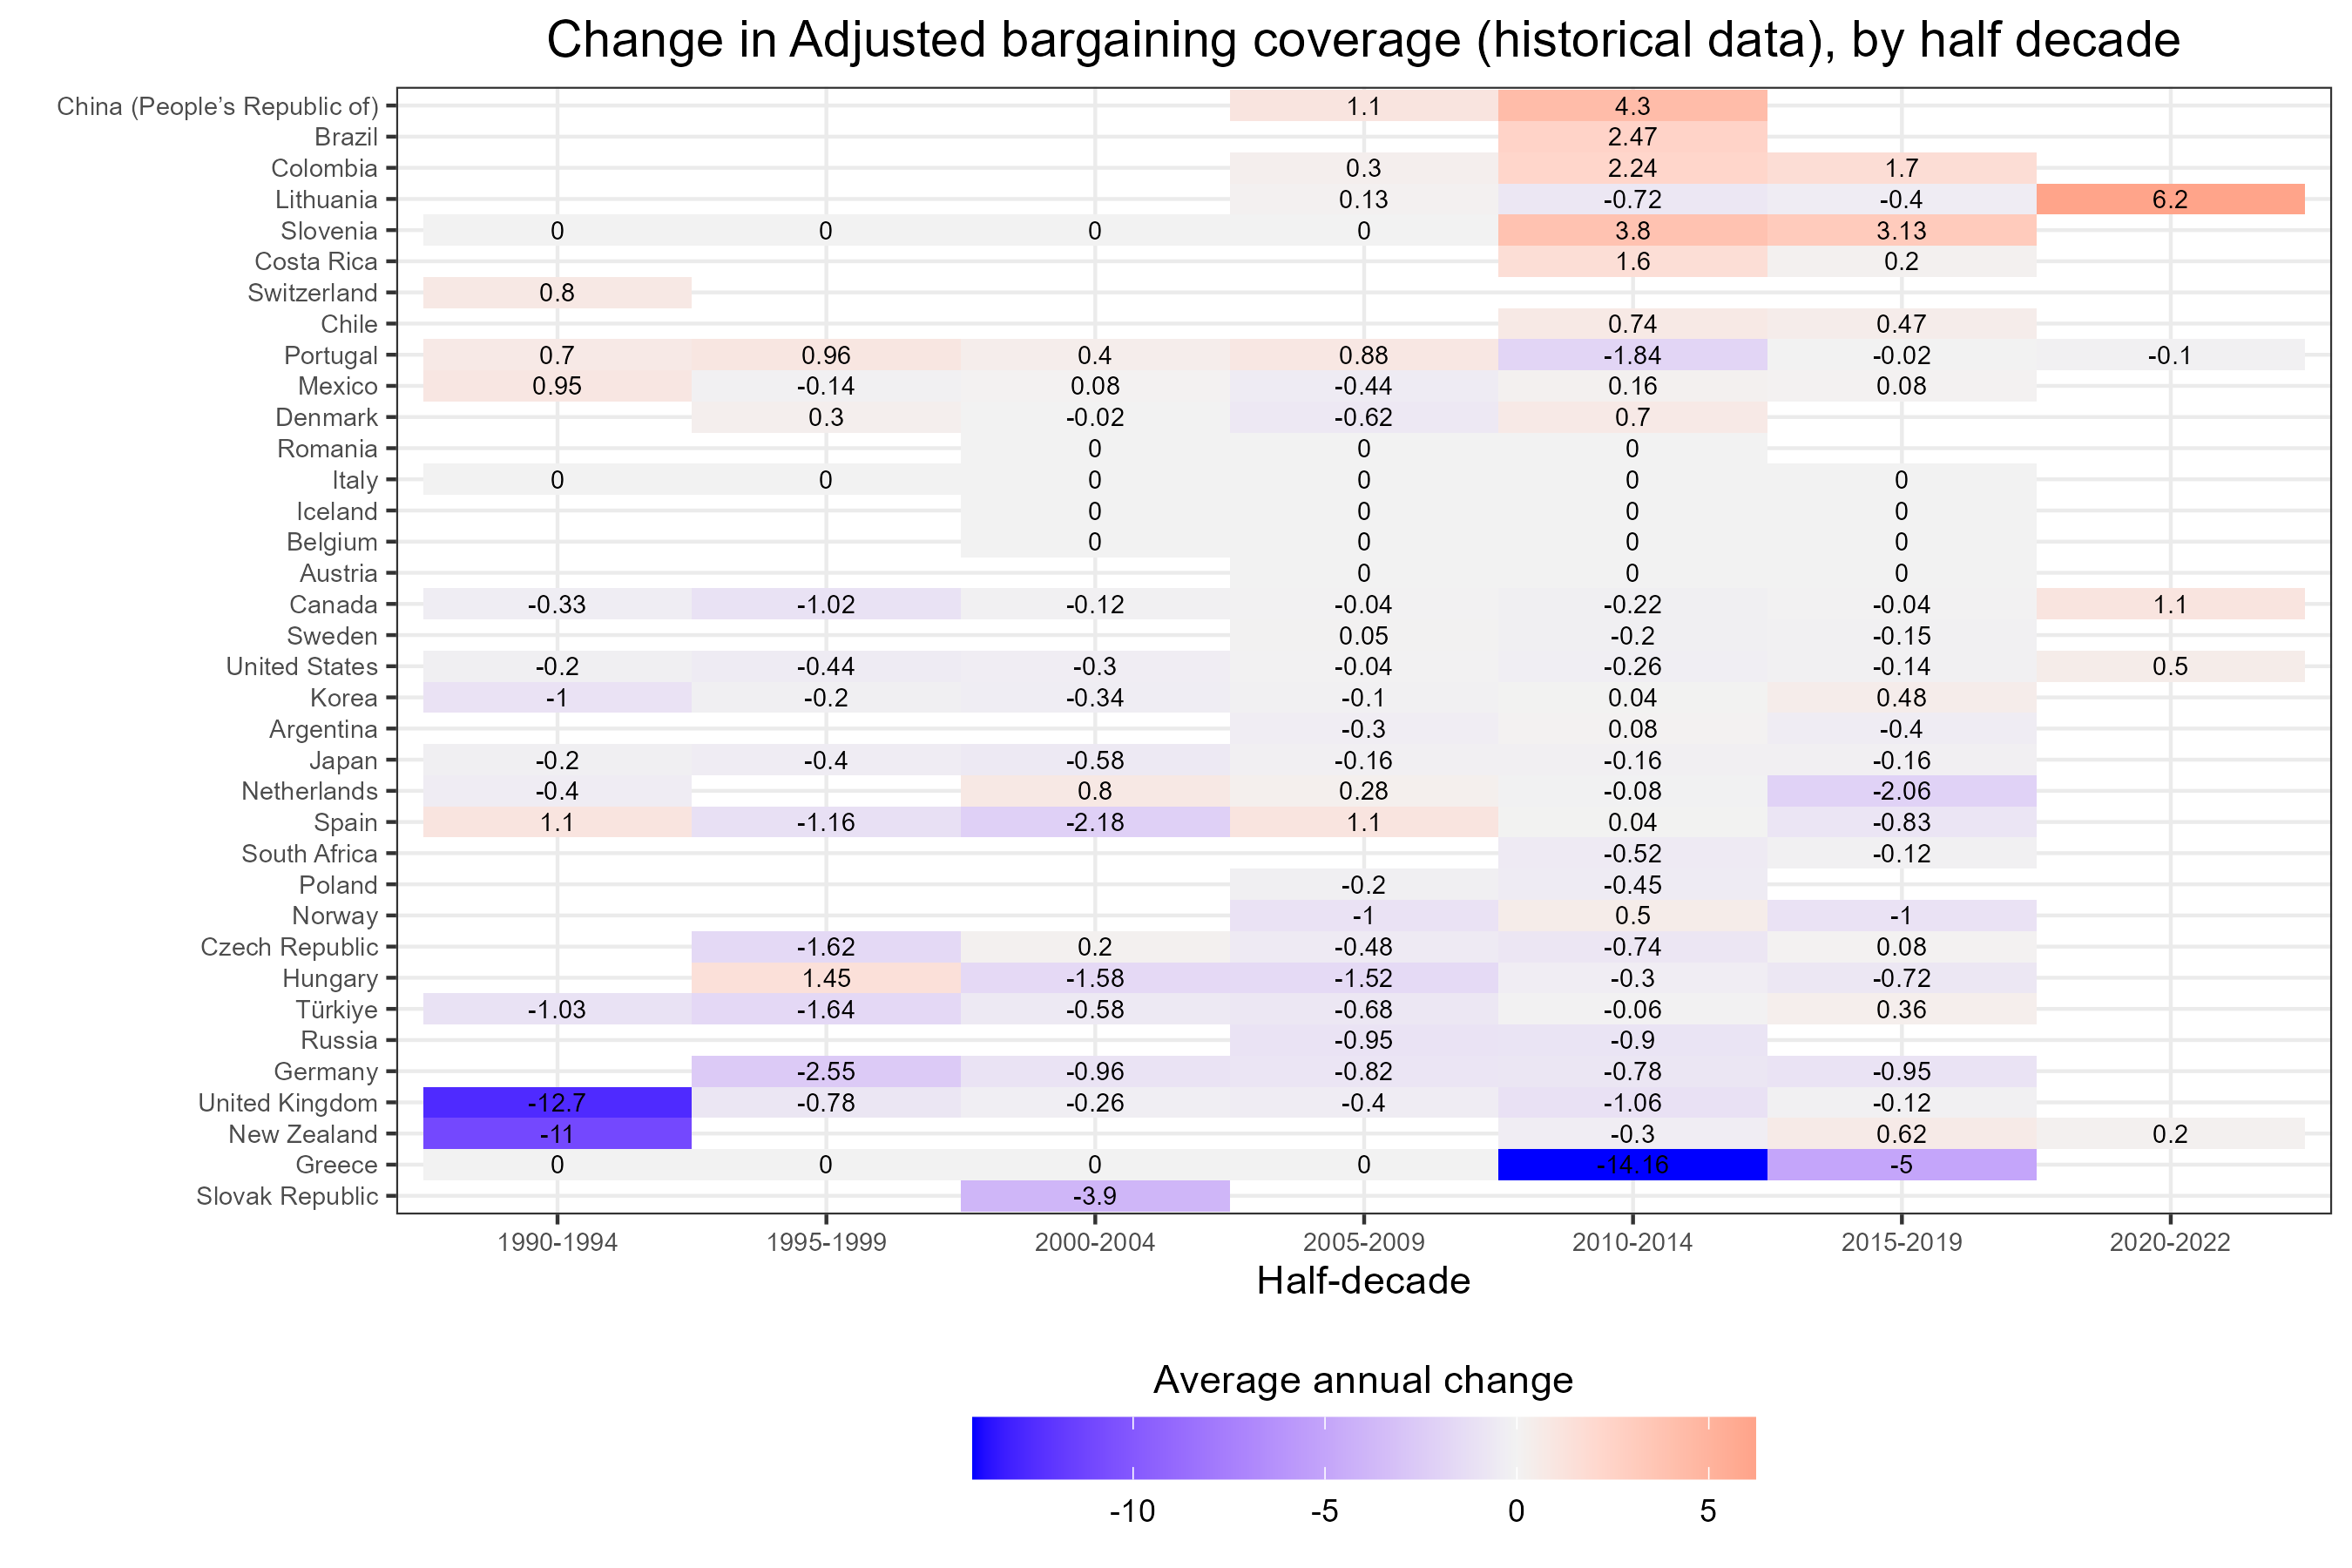 Change in Adjusted bargaining coverage (historical data), by half decade
China (People’s Republic of) 1.1 4.3
Brazil 2.47
Colombia 0.3 2.24 1.7
Lithuania 0.13 -0.72 -0.4 6.2
Slovenia 0 0 0 0 3.8 3.13
Costa Rica 1.6 0.2
Switzerland 0.8
Chile 0.74 0.47
Portugal 0.7 0.96 0.4 0.88 -1.84 -0.02 -0.1
Mexico 0.95 -0.14 0.08 -0.44 0.16 0.08
Denmark 0.3 -0.02 -0.62 0.7
Romania 0 0 0
Italy 0 0 0 0 0 0
Iceland 0 0 0 0
Belgium 0 0 0 0
Austria 0 0 0
Canada -0.33 -1.02 -0.12 -0.04 -0.22 -0.04 1.1
Sweden 0.05 -0.2 -0.15
United States -0.2 -0.44 -0.3 -0.04 -0.26 -0.14 0.5
Korea -1 -0.2 -0.34 -0.1 0.04 0.48
Argentina -0.3 0.08 -0.4
Japan -0.2 -0.4 -0.58 -0.16 -0.16 -0.16
Netherlands -0.4 0.8 0.28 -0.08 -2.06
Spain 1.1 -1.16 -2.18 1.1 0.04 -0.83
South Africa -0.52 -0.12
Poland -0.2 -0.45
Norway -1 0.5 -1
Czech Republic -1.62 0.2 -0.48 -0.74 0.08
Hungary 1.45 -1.58 -1.52 -0.3 -0.72
Türkiye -1.03 -1.64 -0.58 -0.68 -0.06 0.36
Russia -0.95 -0.9
Germany -2.55 -0.96 -0.82 -0.78 -0.95
United Kingdom -12.7 -0.78 -0.26 -0.4 -1.06 -0.12
New Zealand -11 -0.3 0.62 0.2
Greece 0 0 0 0 -14.16 -5
Slovak Republic -3.9
1990-1994 1995-1999 2000-2004 2005-2009 2010-2014 2015-2019 2020-2022
Half-decade
Average annual change
-10 -5 0 5